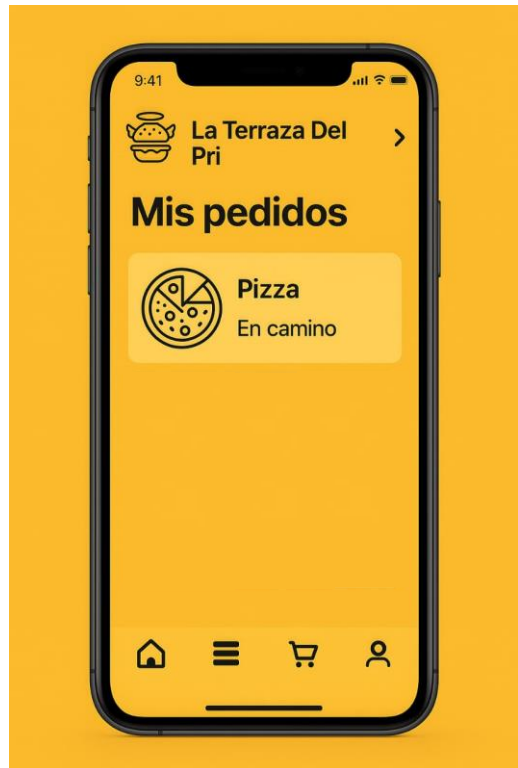 9:41
La Terraza Del
Pri
Mis pedidos
Pizza
En camino